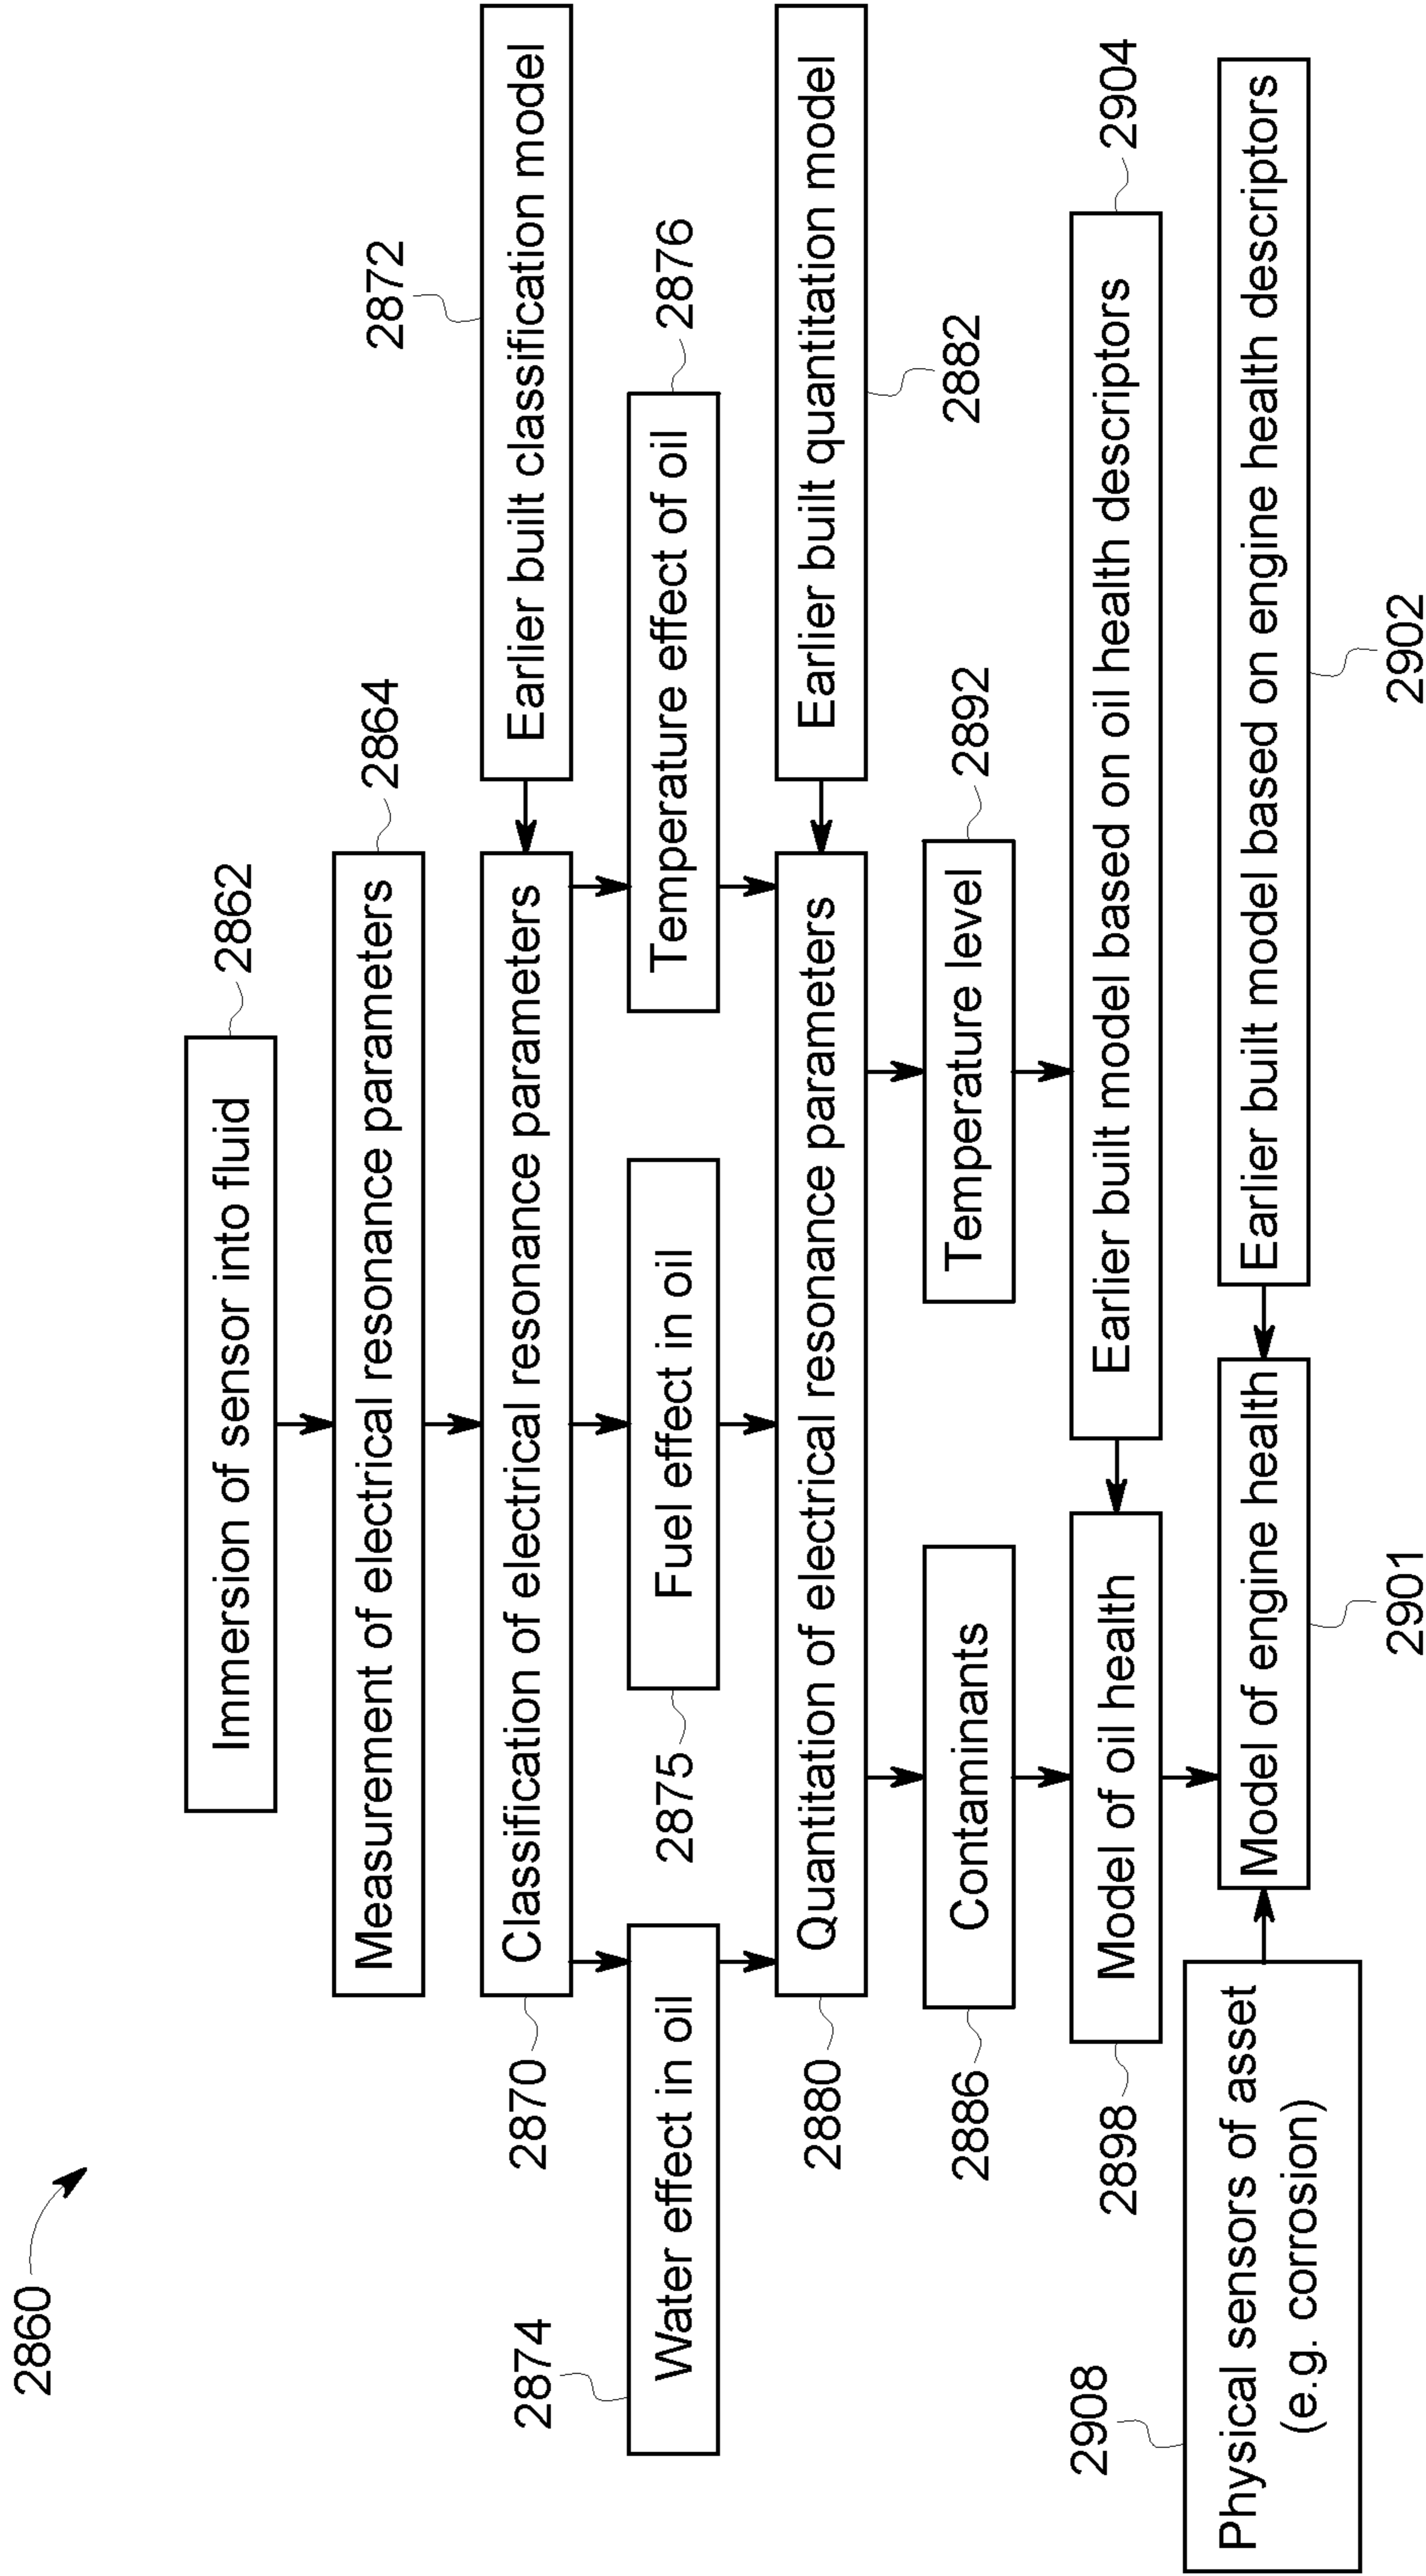 2860
Immersion of sensor into fluid
2862
Measurement of electrical resonance parameters
2864
2870
Classification of electrical resonance parameters
Earlier built classification model
2872
2874
Water effect in oil
2875
Fuel effect in oil
Temperature effect of oil
2876
2880
Quantitation of electrical resonance parameters
Earlier built quantitation model
2882
2886
Contaminants
Temperature level
2892
2898
Model of oil health
Earlier built model based on oil health descriptors
2904
2908
Physical sensors of asset
(e.g. corrosion)
Model of engine health
2901
Earlier built model based on engine health descriptors
2902